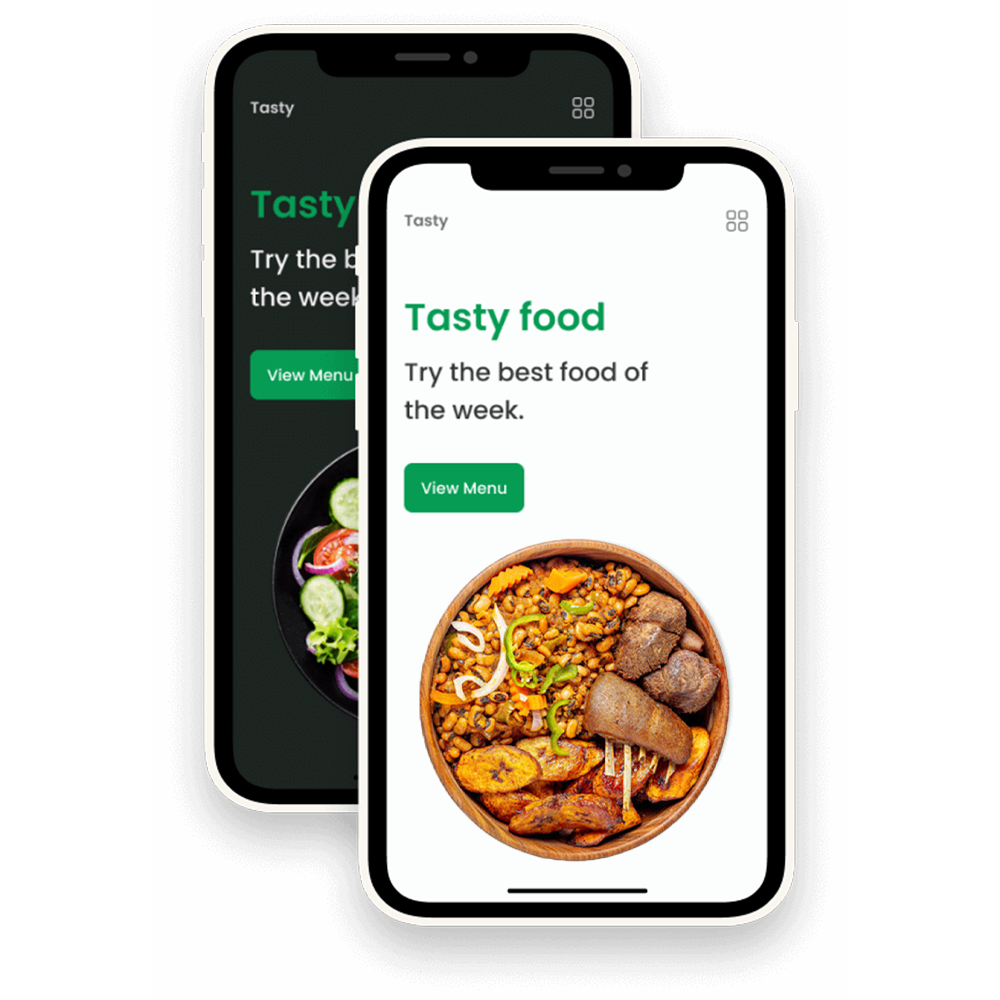 Tasty
Tasty
Try the b
the week
View Menu
Tasty
Tasty food
Try the best food of
the week.
View Menu